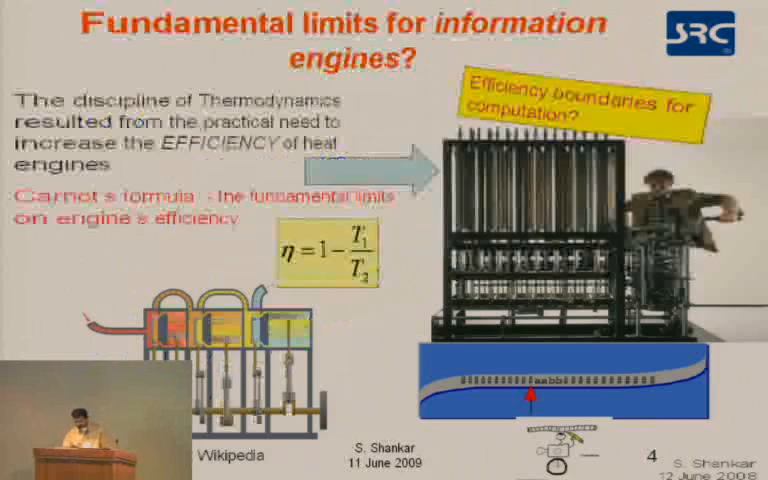 Fundamental limits for information
engines?
SRC
Efficiency boundaries for
computation?
The discipline of Thermodynamics
resulted from the practical need to
increase the EFFICIENCY of heat
engines
Carnot's formula - the fundamental limits
on engine's efficiency
η = 1 − T₁/T₂
aabb
Wikipedia
S. Shankar
11 June 2009
4
S. Shankar
12 June 2008